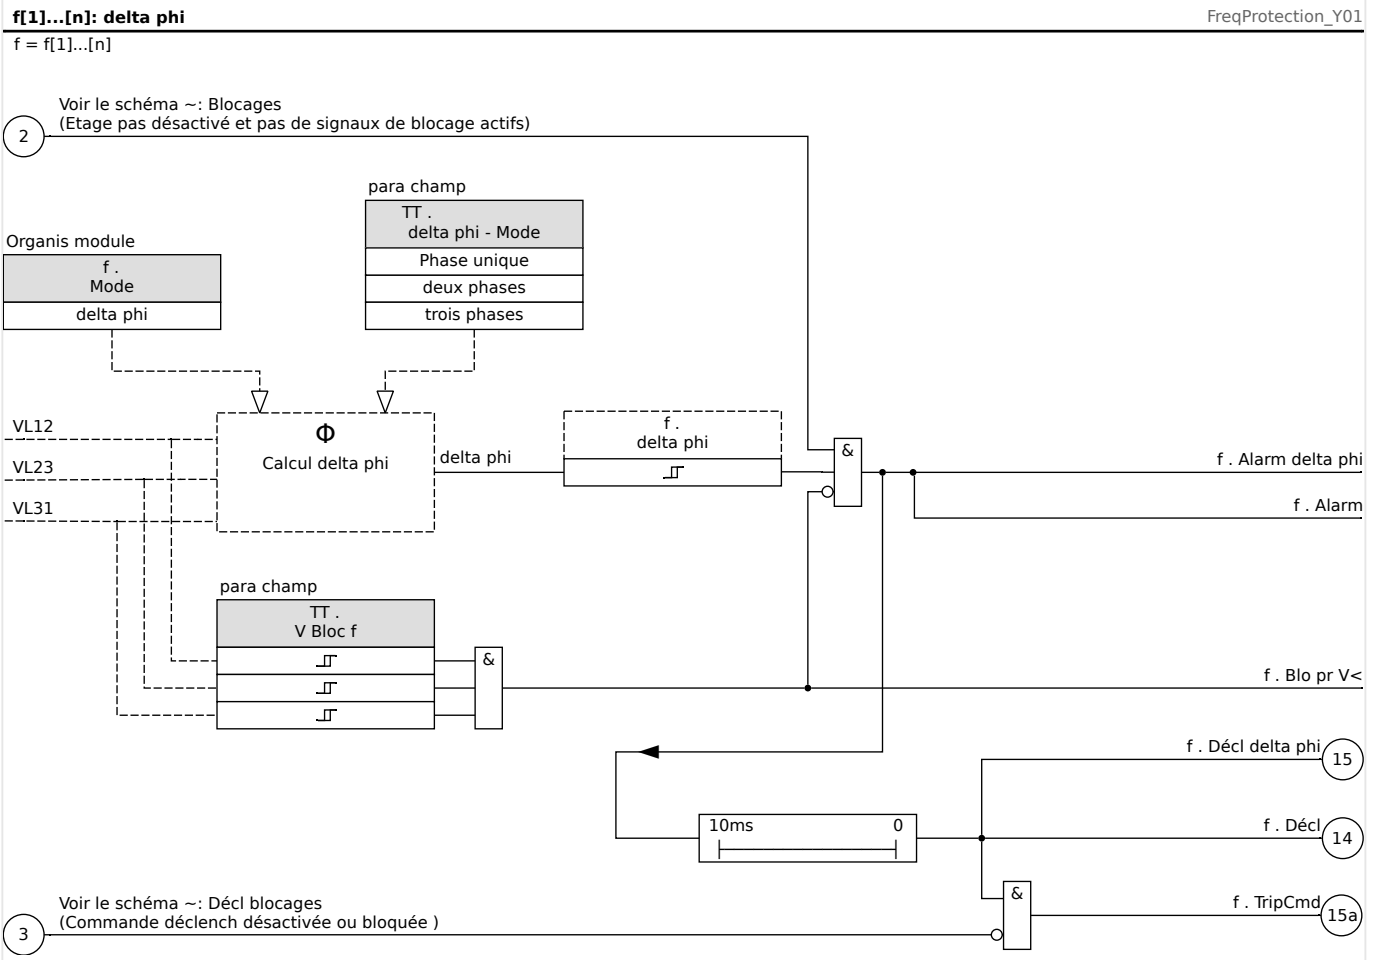 f[1]...[n]: delta phi
FreqProtection_Y01
f = f[1]...[n]
Voir le schéma ~: Blocages
(Etage pas désactivé et pas de signaux de blocage actifs)
2
para champ
TT .
delta phi - Mode
Phase unique
deux phases
trois phases
Organis module
f .
Mode
delta phi
VL12
VL23
VL31
Φ
Calcul delta phi
delta phi
f .
delta phi
&
f . Alarm delta phi
f . Alarm
para champ
TT .
V Bloc f
&
f . Blo pr V<
f . Décl delta phi
15
10ms 0
f . Décl
14
&
f . TripCmd
15a
Voir le schéma ~: Décl blocages
(Commande déclench désactivée ou bloquée )
3